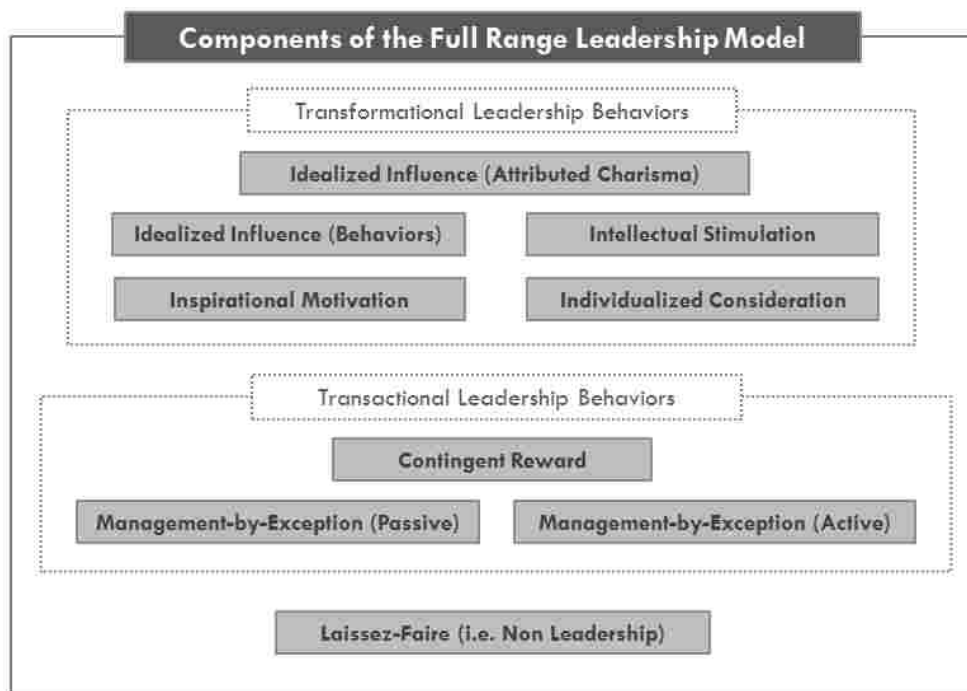 Components of the Full Range Leadership Model
Transformational Leadership Behaviors
Idealized Influence (Attributed Charisma)
Idealized Influence (Behaviors)
Intellectual Stimulation
Inspirational Motivation
Individualized Consideration
Transactional Leadership Behaviors
Contingent Reward
Management-by-Exception (Passive)
Management-by-Exception (Active)
Laissez-Faire (i.e. Non Leadership)